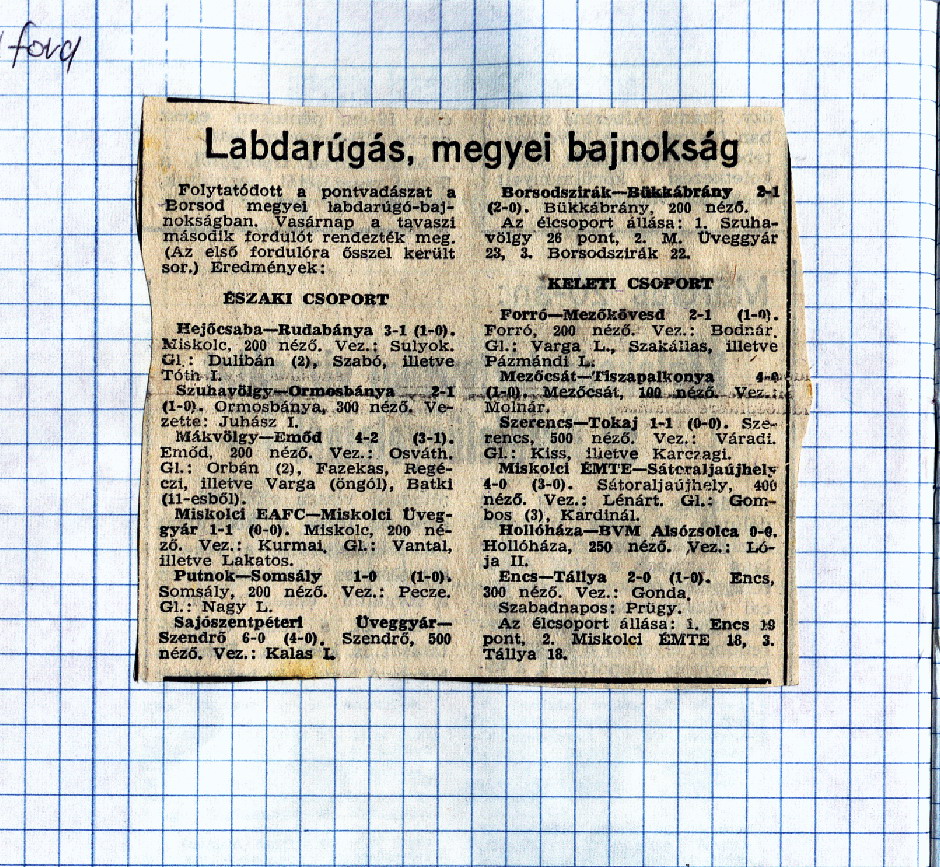 ford
Labdarúgás, megyei bajnokság
Folytatódott a pontvadászat a
Borsod megyei labdarúgó-baj-
nokságban. Vasárnap a tavaszi
második fordulót rendezték meg.
(Az első fordulóra ősszel került
sor.) Eredmények:
ÉSZAKI CSOPORT
Hejőcsaba—Rudabánya 3-1 (1-0).
Miskolc, 200 néző. Vez.: Sulyok.
Gl.: Dulibán (2), Szabó, illetve
Tóth I.
Szuhavölgy—Ormosbánya 2-1
(1-0). Ormosbánya, 300 néző. Ve-
zette: Juhász I.
Mákvölgy—Emőd 4-2 (3-1).
Emőd, 200 néző. Vez.: Osváth.
Gl.: Orbán (2), Fazekas, Regé-
czi, illetve Varga (öngól), Batki
(11-esből).
Miskolci EAFC—Miskolci Üveg-
gyár 1-1 (0-0). Miskolc, 200 né-
ző. Vez.: Kurmai, Gl.: Vantal,
illetve Lakatos.
Putnok—Somsály 1-0 (1-0).
Somsály, 200 néző. Vez.: Pecze.
Gl.: Nagy L.
Sajószentpéteri Üveggyár—
Szendrő 6-0 (4-0). Szendrő, 500
néző. Vez.: Kalas I.
Borsodszirák—Bükkábrány 2-1
(2-0). Bükkábrány, 200 néző.
Az élcsoport állása: 1. Szuha-
völgy 26 pont, 2. M. Üveggyár
23, 3. Borsodszirák 22.
KELETI CSOPORT
Forró—Mezőkövesd 2-1 (1-0).
Forró, 200 néző. Vez.: Bodnár.
Gl.: Varga L., Szakállas, illetve
Pázmándi L.
Mezőcsát—Tiszapalkonya 4-0
(1-0). Mezőcsát, 100 néző. Vez.:
Molnár.
Szerencs—Tokaj 1-1 (0-0). Sze-
rencs, 500 néző. Vez.: Váradi.
Gl.: Kiss, illetve Karczagi.
Miskolci ÉMTE—Sátoraljaújhely
4-0 (3-0). Sátoraljaújhely, 400
néző. Vez.: Lénárt. Gl.: Gom-
bos (3), Kardinál.
Hollóháza—BVM Alsózsolca 0-0.
Hollóháza, 250 néző. Vez.: Ló-
ja II.
Encs—Tállya 2-0 (1-0). Encs,
300 néző. Vez.: Gonda.
Szabadnapos: Prügy.
Az élcsoport állása: 1. Encs 19
pont, 2. Miskolci ÉMTE 18, 3.
Tállya 18.